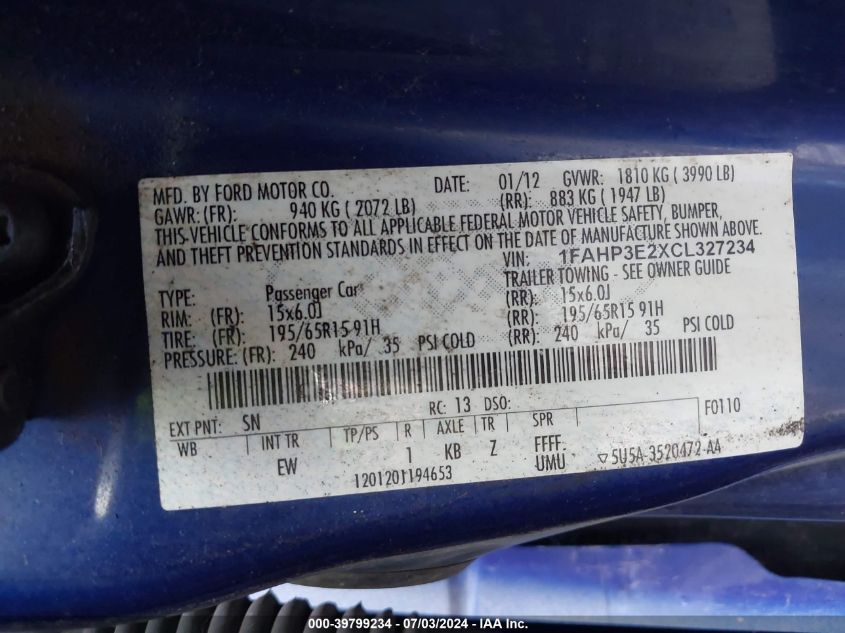 MFD. BY FORD MOTOR CO.
DATE: 01/12 GVWR: 1810 KG ( 3990 LB)
GAWR: (FR): 940 KG ( 2072 LB) (RR): 883 KG ( 1947 LB)
THIS VEHICLE CONFORMS TO ALL APPLICABLE FEDERAL MOTOR VEHICLE SAFETY, BUMPER,
AND THEFT PREVENTION STANDARDS IN EFFECT ON THE DATE OF MANUFACTURE SHOWN ABOVE.
VIN: 1FAHP3E2XCL327234
TYPE: Passenger Car TRAILER TOWING - SEE OWNER GUIDE
RIM: (FR): 15x6.0J (RR): 15x6.0J
TIRE: (FR): 195/65R15 91H (RR): 195/65R15 91H
PRESSURE: (FR): 240 kPa/ 35 PSI COLD (RR): 240 kPa/ 35 PSI COLD
EXT PNT: SN RC: 13 DSO: F0110
WB INT TR TP/PS R AXLE TR SPR
EW 1 KB Z FFFF.
UMU
1201201194653
▽5U5A-3520472-AA
000-39799234 - 07/03/2024 - IAA Inc.